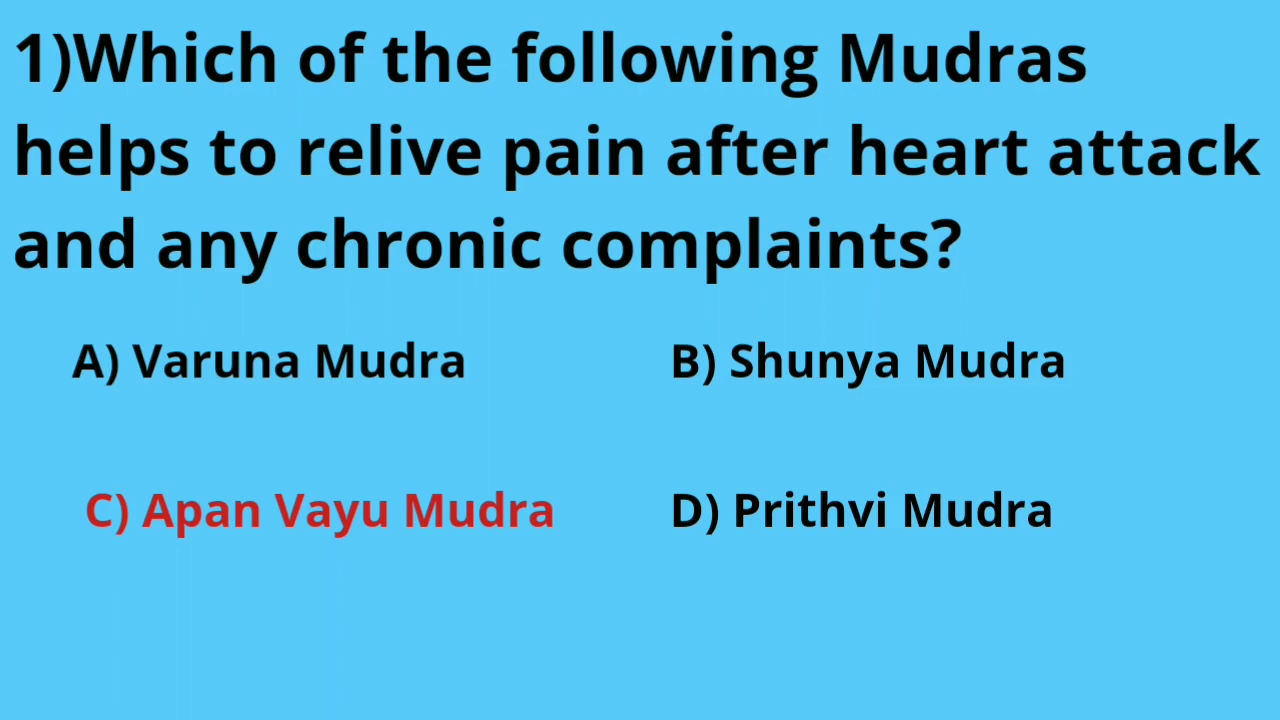 1)Which of the following Mudras
helps to relive pain after heart attack
and any chronic complaints?
A) Varuna Mudra
B) Shunya Mudra
C) Apan Vayu Mudra
D) Prithvi Mudra